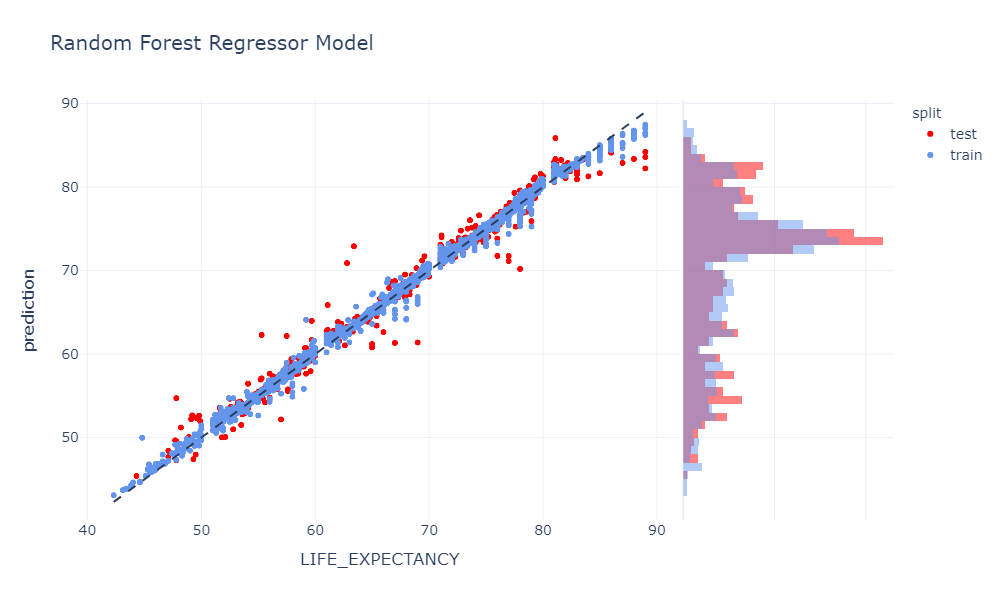 Random Forest Regressor Model
split
test
train
prediction
90
80
70
60
50
40
50
60
70
80
90
LIFE_EXPECTANCY